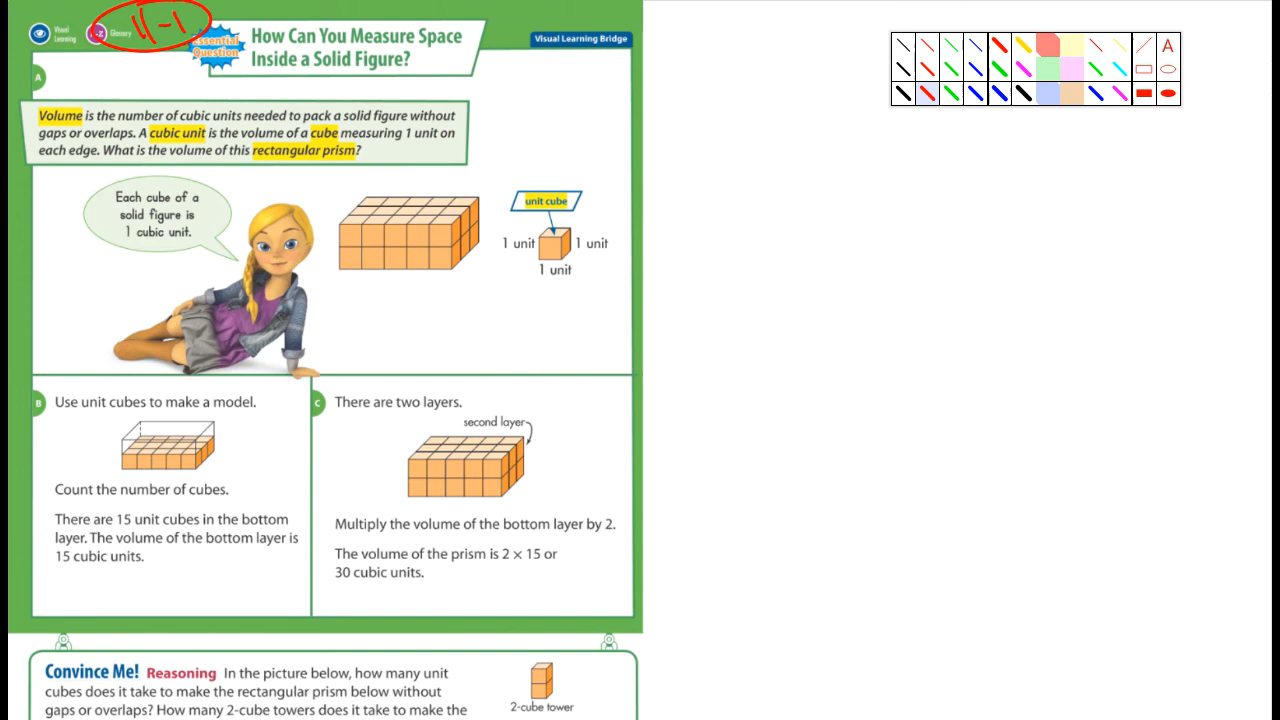 Visual
Learning
A-Z
Glossary
11-1
Essential
Question
How Can You Measure Space
Inside a Solid Figure?
Visual Learning Bridge
A
Volume is the number of cubic units needed to pack a solid figure without
gaps or overlaps. A cubic unit is the volume of a cube measuring 1 unit on
each edge. What is the volume of this rectangular prism?
Each cube of a
solid figure is
1 cubic unit.
unit cube
1 unit
1 unit
1 unit
B
Use unit cubes to make a model.
Count the number of cubes.
There are 15 unit cubes in the bottom
layer. The volume of the bottom layer is
15 cubic units.
C
There are two layers.
second layer
Multiply the volume of the bottom layer by 2.
The volume of the prism is 2 × 15 or
30 cubic units.
Convince Me! Reasoning In the picture below, how many unit
cubes does it take to make the rectangular prism below without
gaps or overlaps? How many 2-cube towers does it take to make the
2-cube tower
A